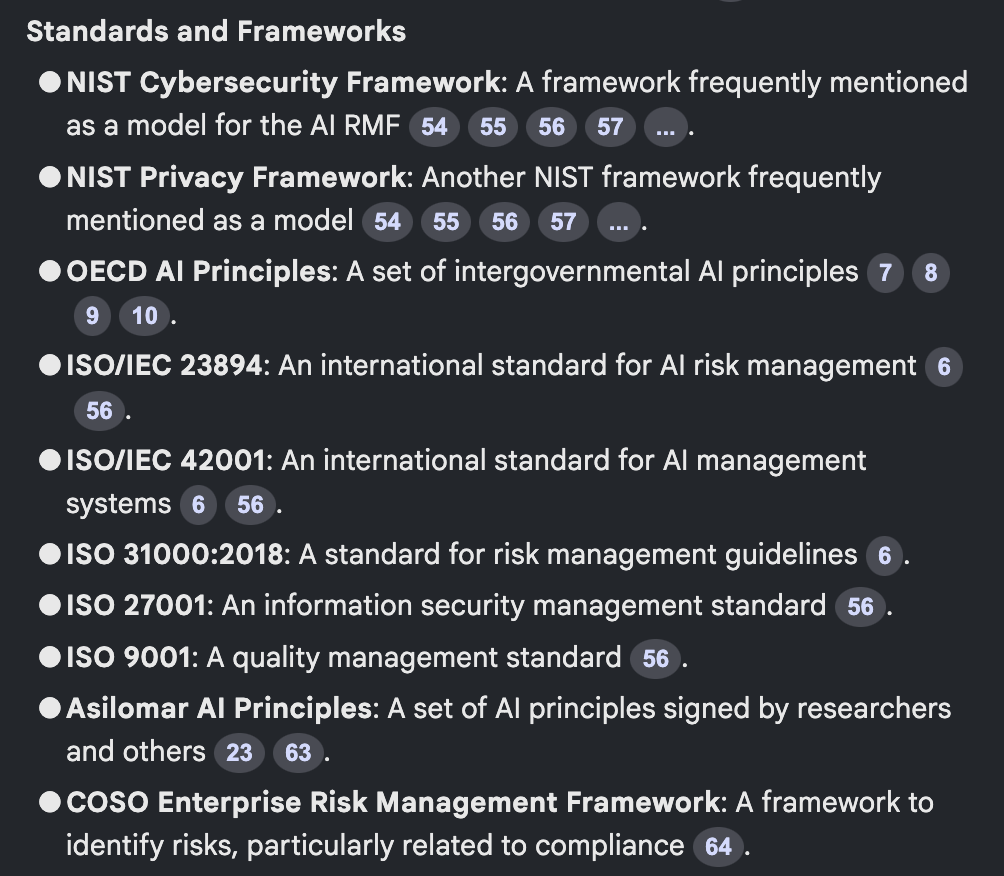 Standards and Frameworks
● NIST Cybersecurity Framework: A framework frequently mentioned
as a model for the AI RMF 54 55 56 57 ... .
● NIST Privacy Framework: Another NIST framework frequently
mentioned as a model 54 55 56 57 ... .
● OECD AI Principles: A set of intergovernmental AI principles 7 8
9 10 .
● ISO/IEC 23894: An international standard for AI risk management 6
56 .
● ISO/IEC 42001: An international standard for AI management
systems 6 56 .
● ISO 31000:2018: A standard for risk management guidelines 6 .
● ISO 27001: An information security management standard 56 .
● ISO 9001: A quality management standard 56 .
● Asilomar AI Principles: A set of AI principles signed by researchers
and others 23 63 .
● COSO Enterprise Risk Management Framework: A framework to
identify risks, particularly related to compliance 64 .